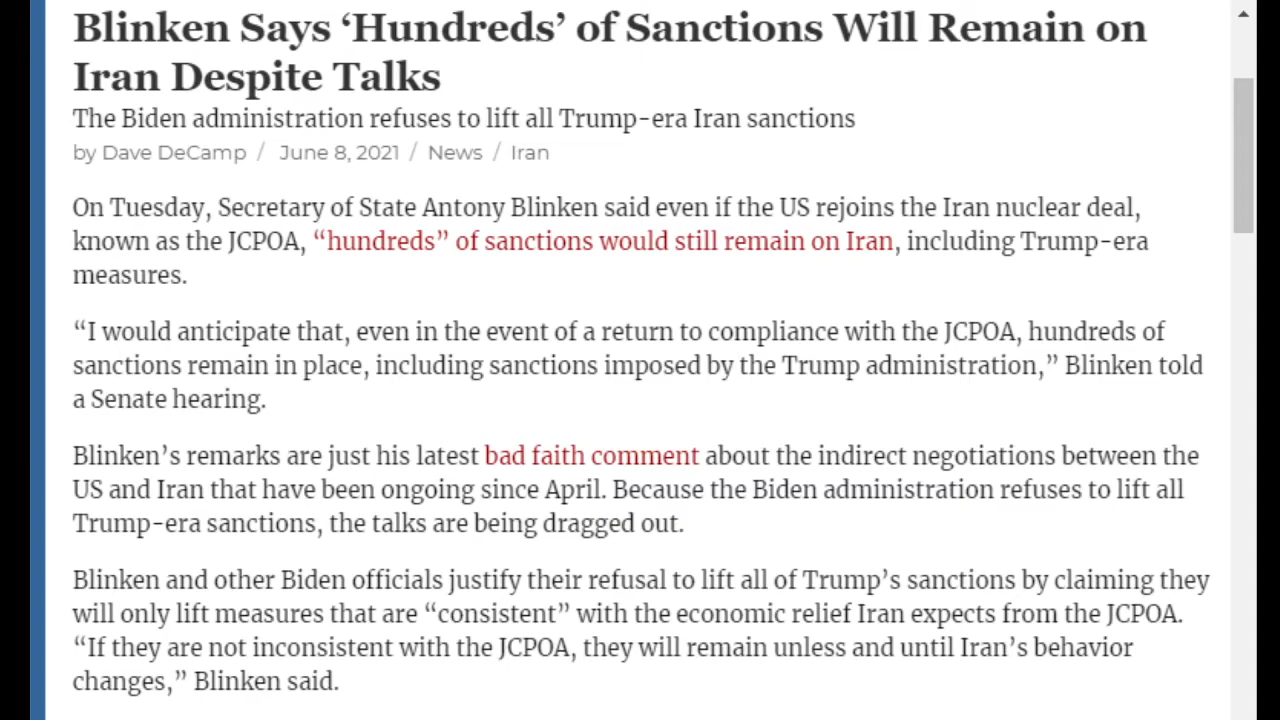 Blinken Says ‘Hundreds’ of Sanctions Will Remain on
Iran Despite Talks
The Biden administration refuses to lift all Trump-era Iran sanctions
by Dave DeCamp / June 8, 2021 / News / Iran
On Tuesday, Secretary of State Antony Blinken said even if the US rejoins the Iran nuclear deal,
known as the JCPOA, “hundreds” of sanctions would still remain on Iran, including Trump-era
measures.
“I would anticipate that, even in the event of a return to compliance with the JCPOA, hundreds of
sanctions remain in place, including sanctions imposed by the Trump administration,” Blinken told
a Senate hearing.
Blinken’s remarks are just his latest bad faith comment about the indirect negotiations between the
US and Iran that have been ongoing since April. Because the Biden administration refuses to lift all
Trump-era sanctions, the talks are being dragged out.
Blinken and other Biden officials justify their refusal to lift all of Trump’s sanctions by claiming they
will only lift measures that are “consistent” with the economic relief Iran expects from the JCPOA.
“If they are not inconsistent with the JCPOA, they will remain unless and until Iran’s behavior
changes,” Blinken said.